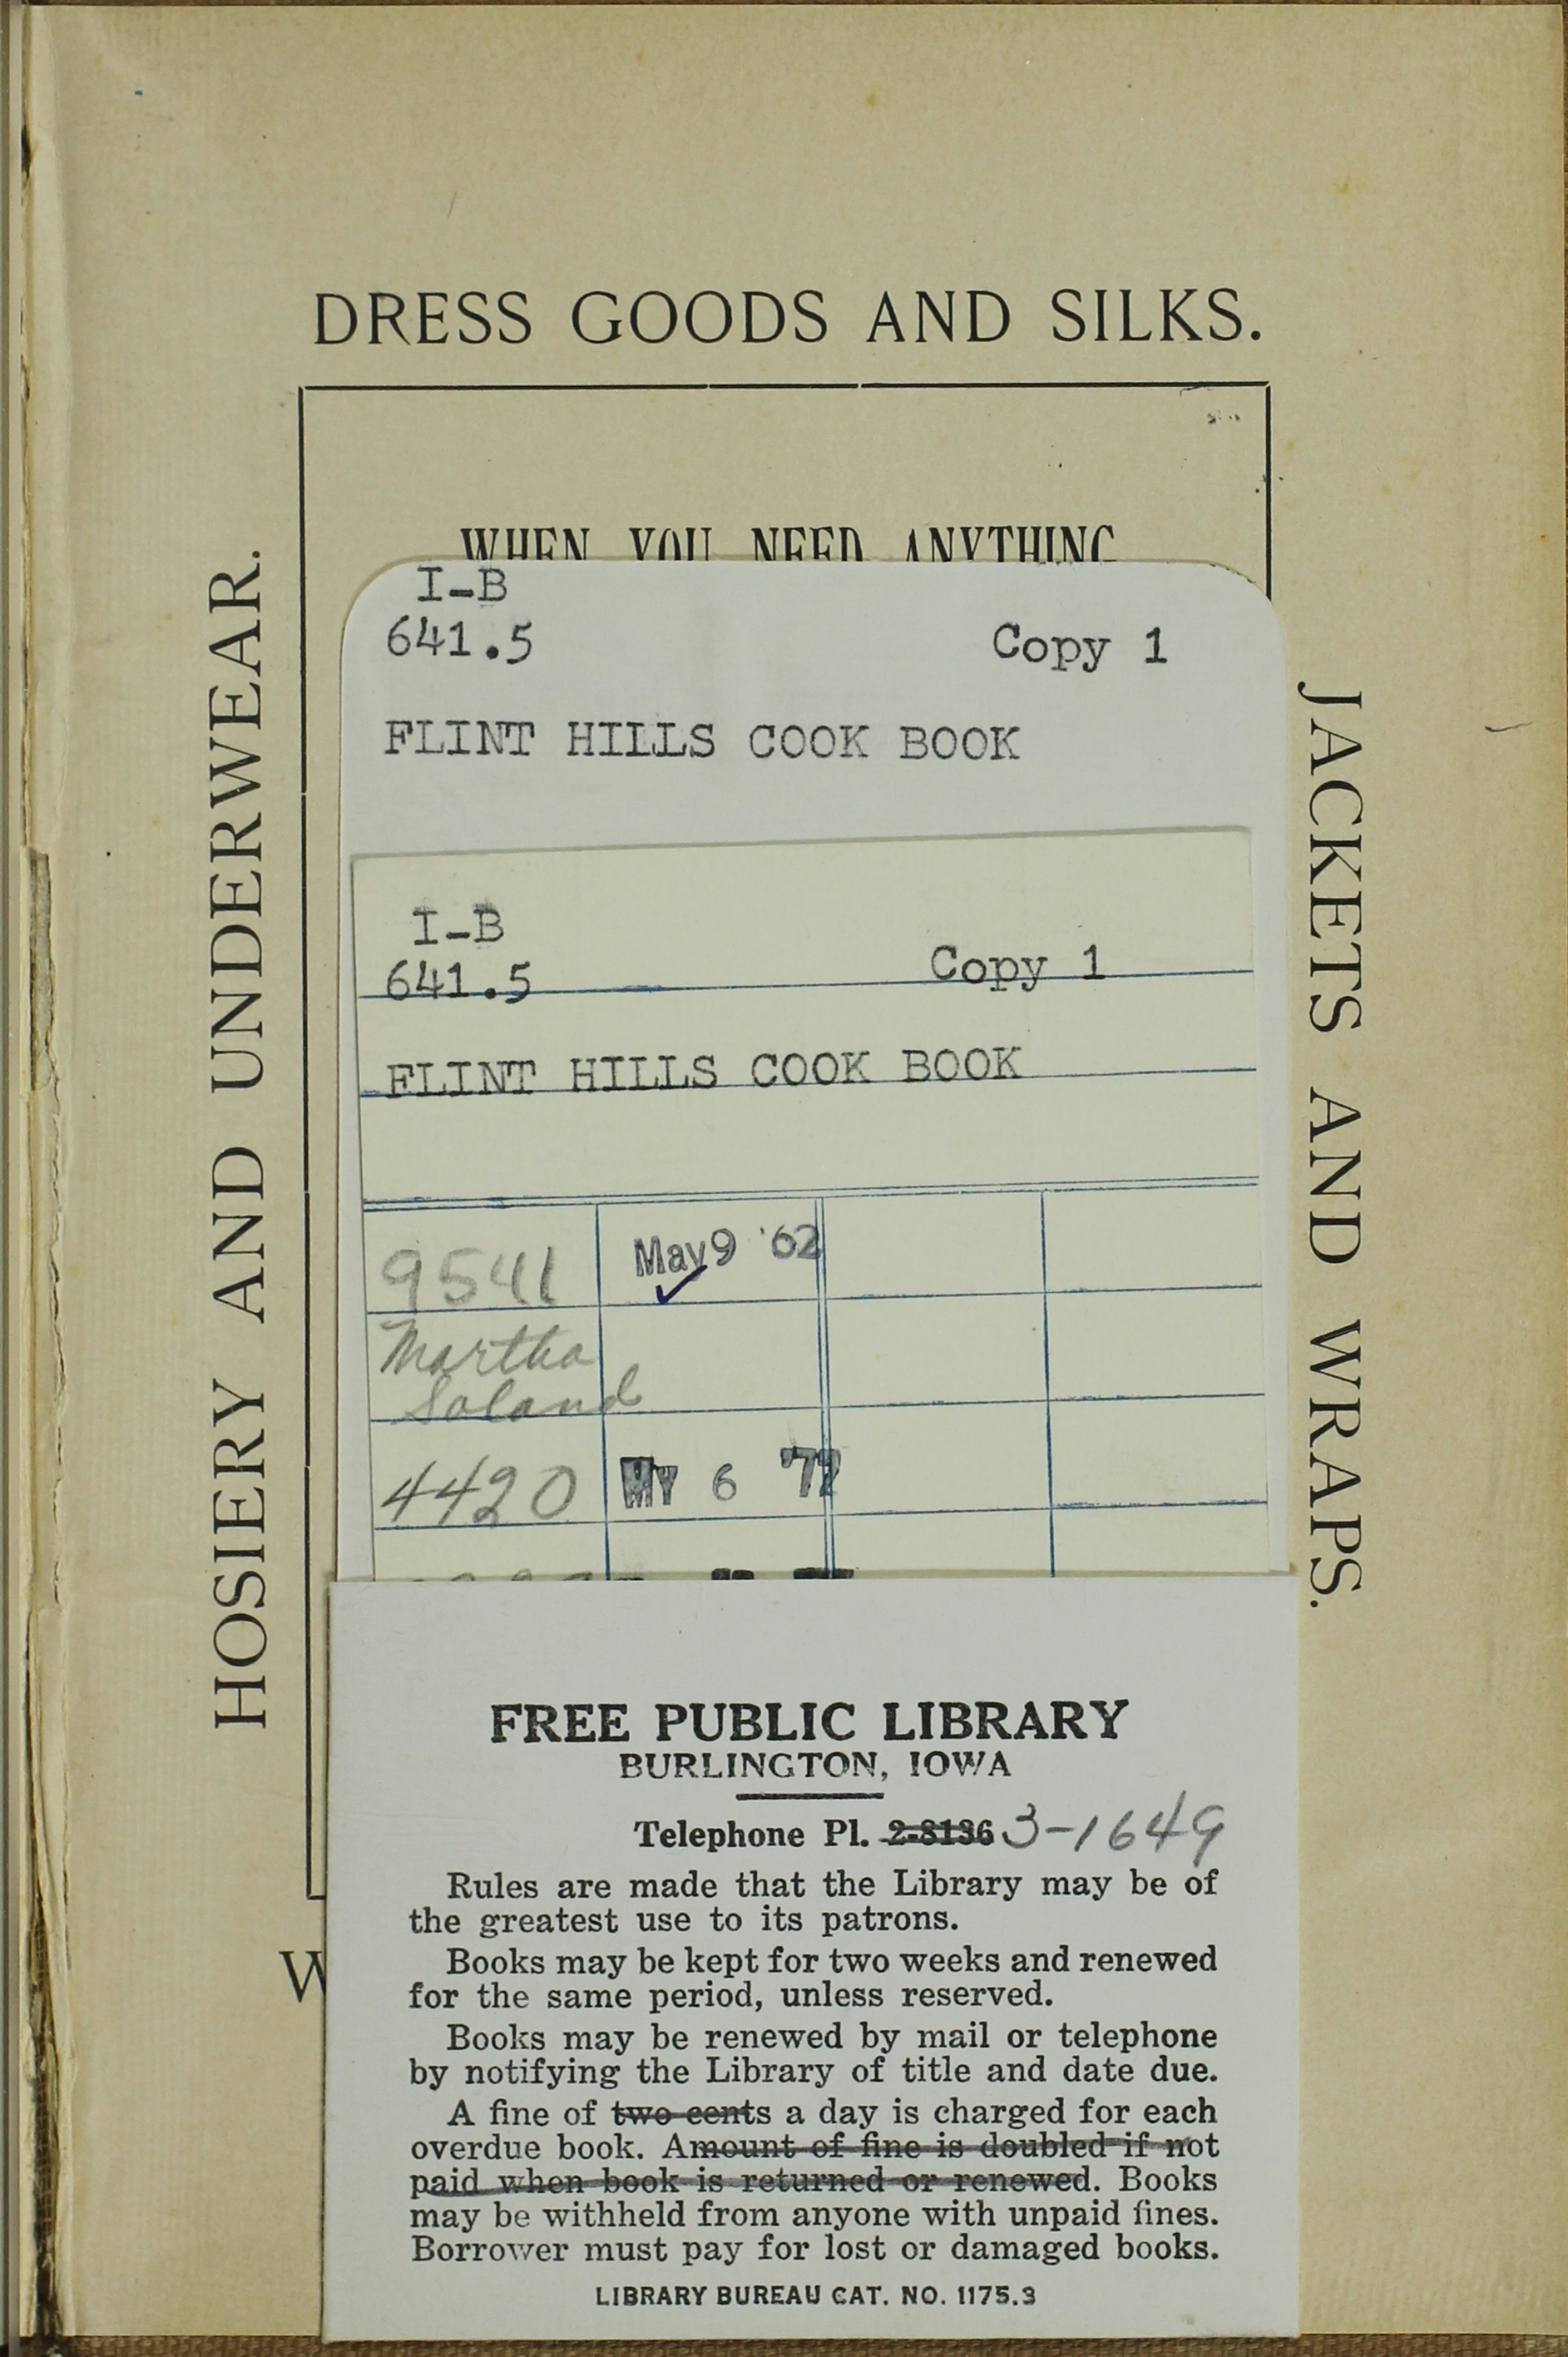 DRESS GOODS AND SILKS.
HOSIERY AND UNDERWEAR.
JACKETS AND WRAPS.
WHEN YOU NEED ANYTHING
I-B
641.5 Copy 1
FLINT HILLS COOK BOOK
I-B
641.5 Copy 1
FLINT HILLS COOK BOOK
9541 May 9 '62
Martha
Soland
4420 MY 6 '77
W
FREE PUBLIC LIBRARY
BURLINGTON, IOWA
Telephone Pl. 2-8136 3-1649
Rules are made that the Library may be of
the greatest use to its patrons.
Books may be kept for two weeks and renewed
for the same period, unless reserved.
Books may be renewed by mail or telephone
by notifying the Library of title and date due.
A fine of two cents a day is charged for each
overdue book. Amount of fine is doubled if not
paid when book is returned or renewed. Books
may be withheld from anyone with unpaid fines.
Borrower must pay for lost or damaged books.
LIBRARY BUREAU CAT. NO. 1175.3